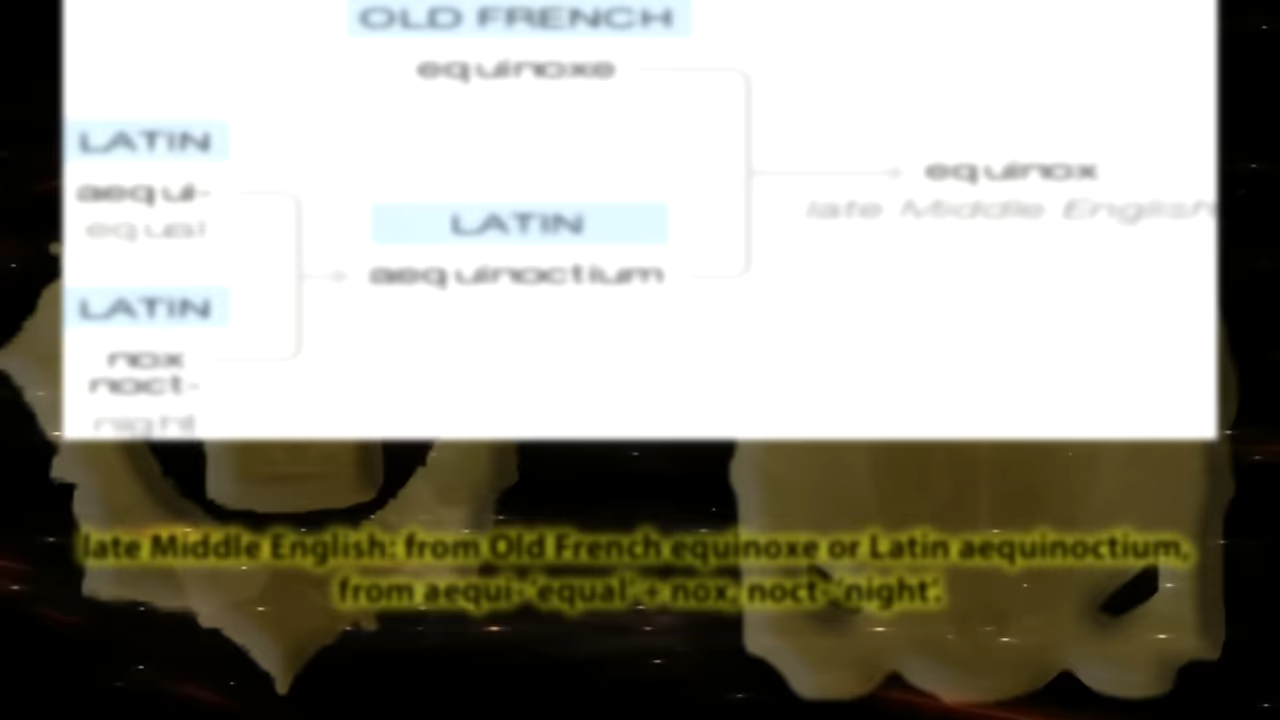 OLD FRENCH
equinoxe
LATIN
aequi-
equal
LATIN
aequinoctium
equinox
late Middle English
LATIN
nox
noct-
night
late Middle English: from Old French equinoxe or Latin aequinoctium,
from aequi- ‘equal’ + nox, noct- ‘night’.